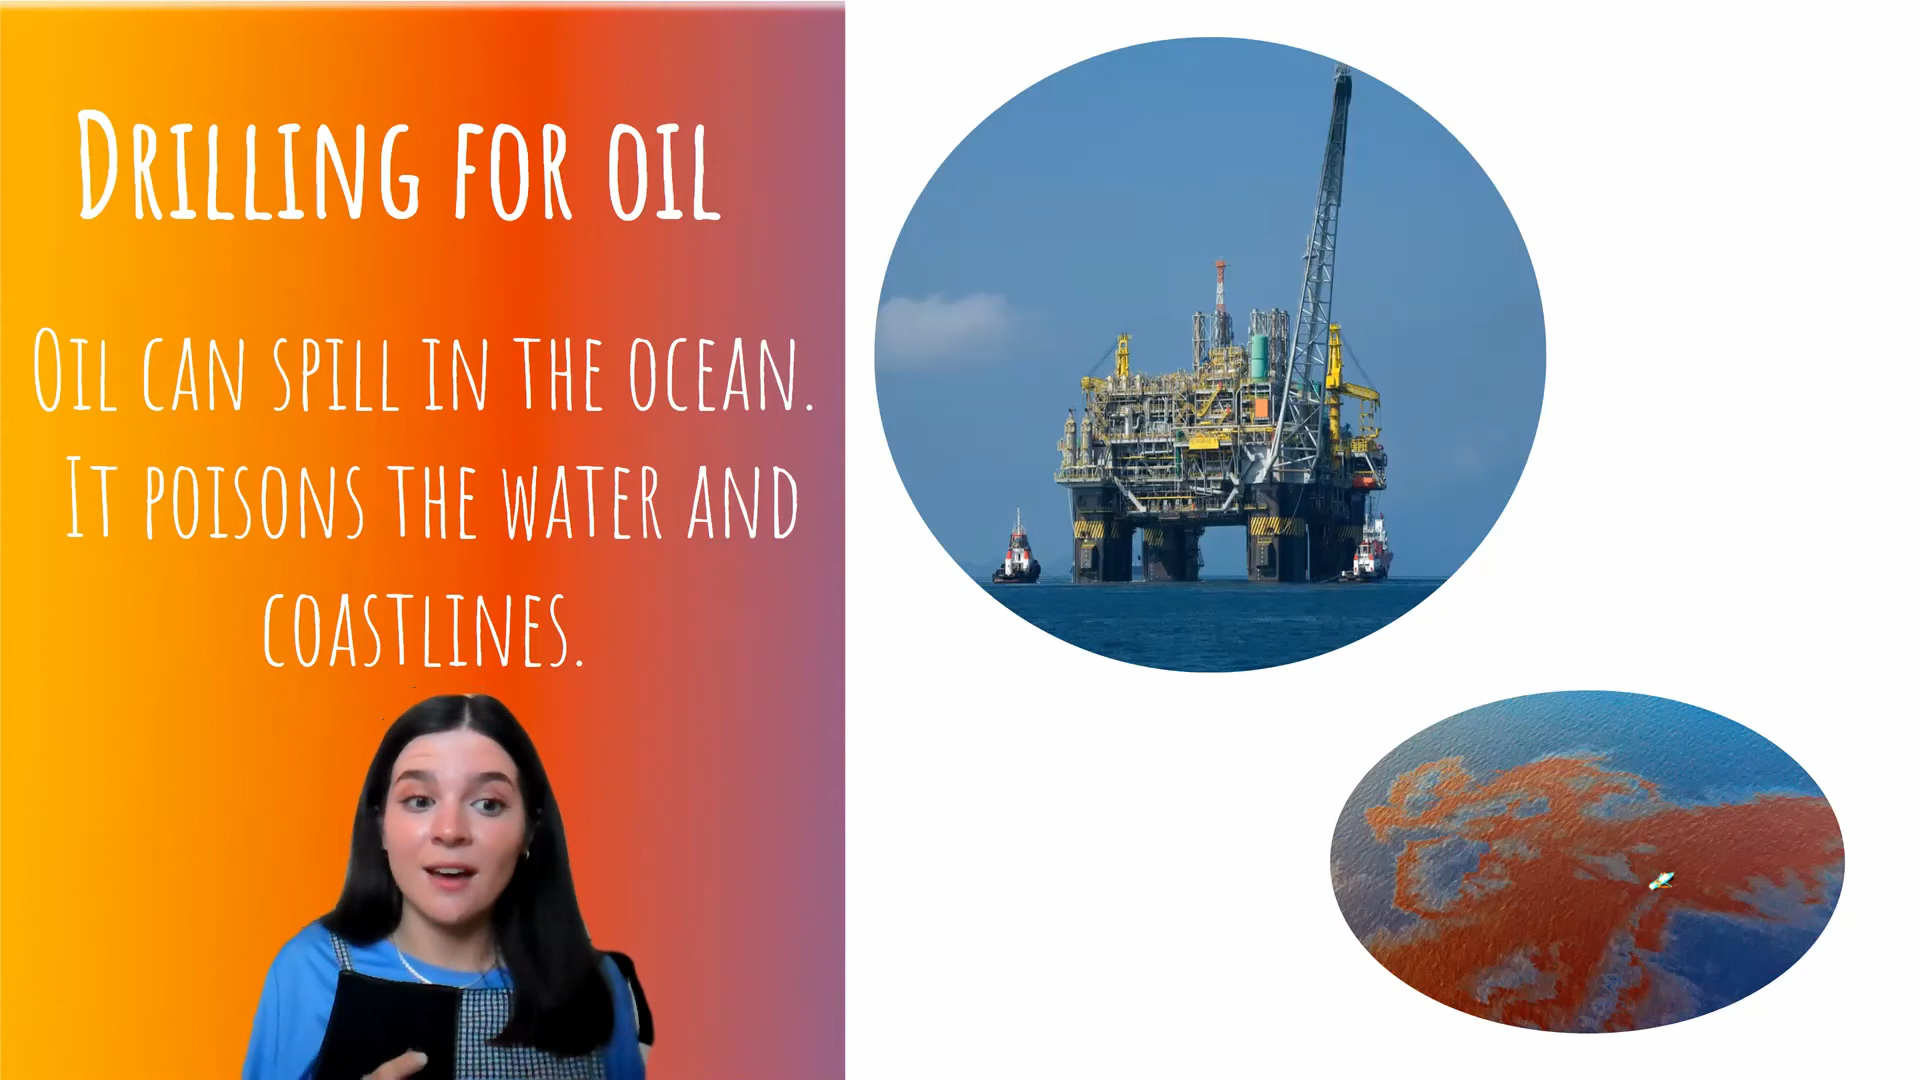 Drilling for oil
Oil can spill in the ocean.
It poisons the water and
coastlines.